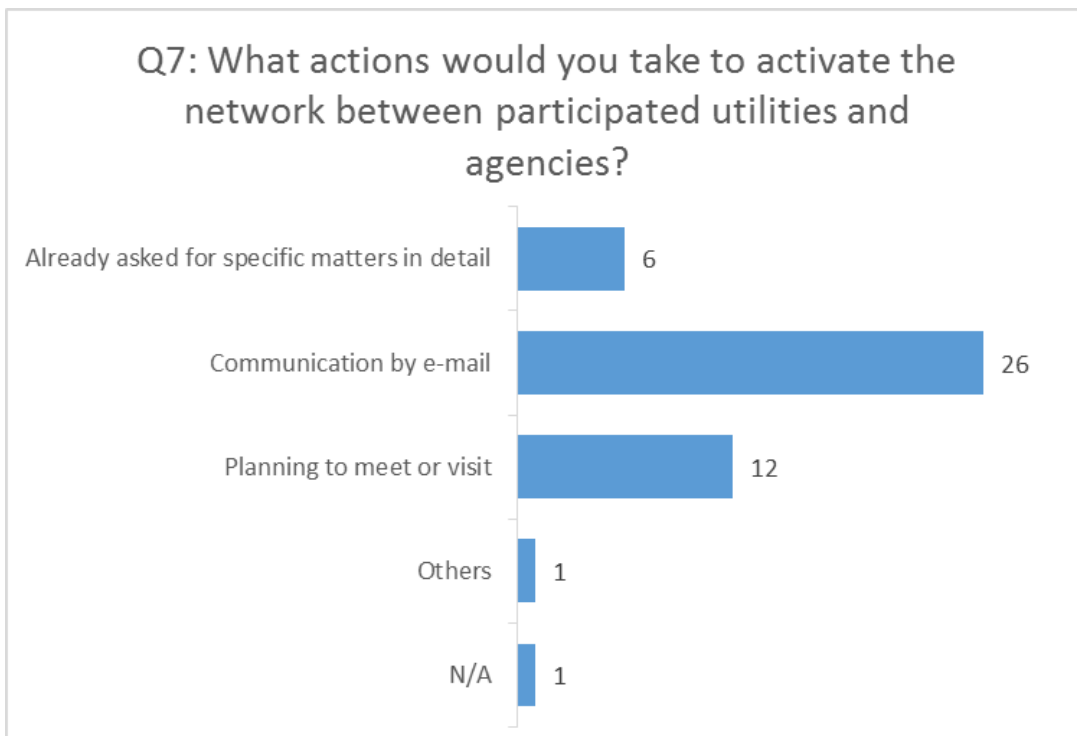 Q7: What actions would you take to activate the
network between participated utilities and
agencies?
Already asked for specific matters in detail
6
Communication by e-mail
26
Planning to meet or visit
12
Others
1
N/A
1